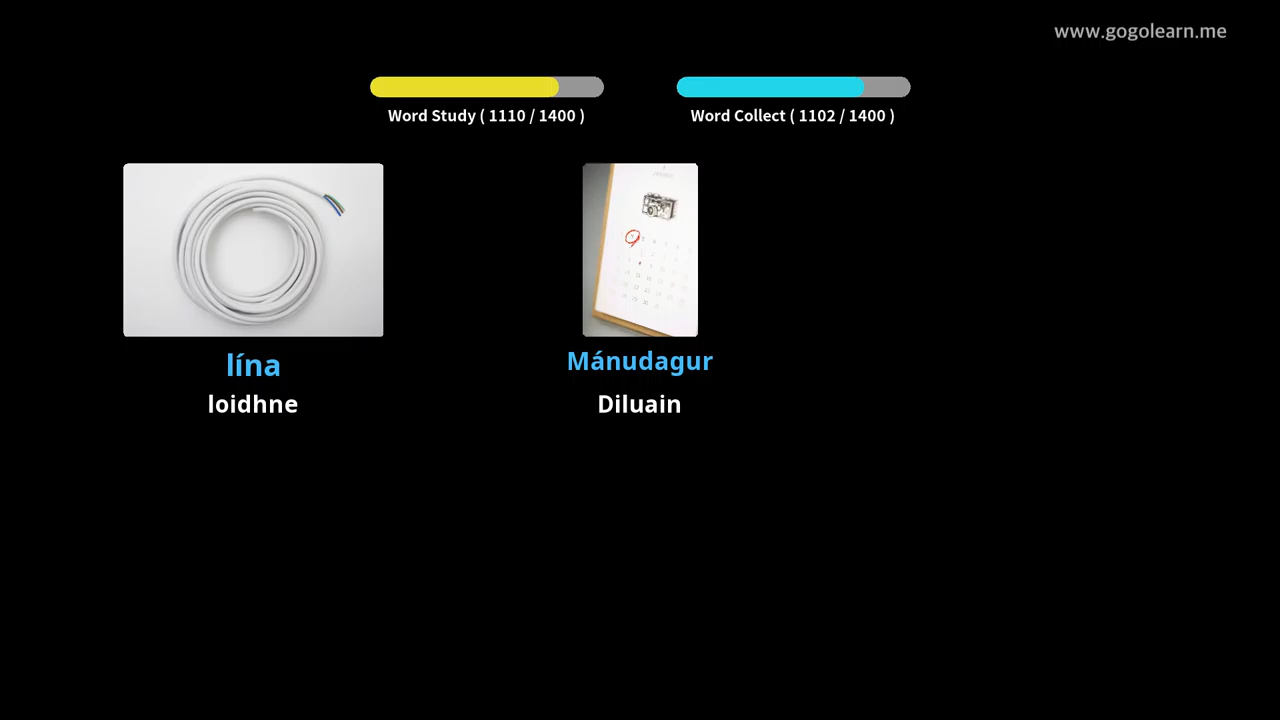 www.gogolearn.me
Word Study ( 1110 / 1400 )
Word Collect ( 1102 / 1400 )
lína
loidhne
Mánudagur
Diluain